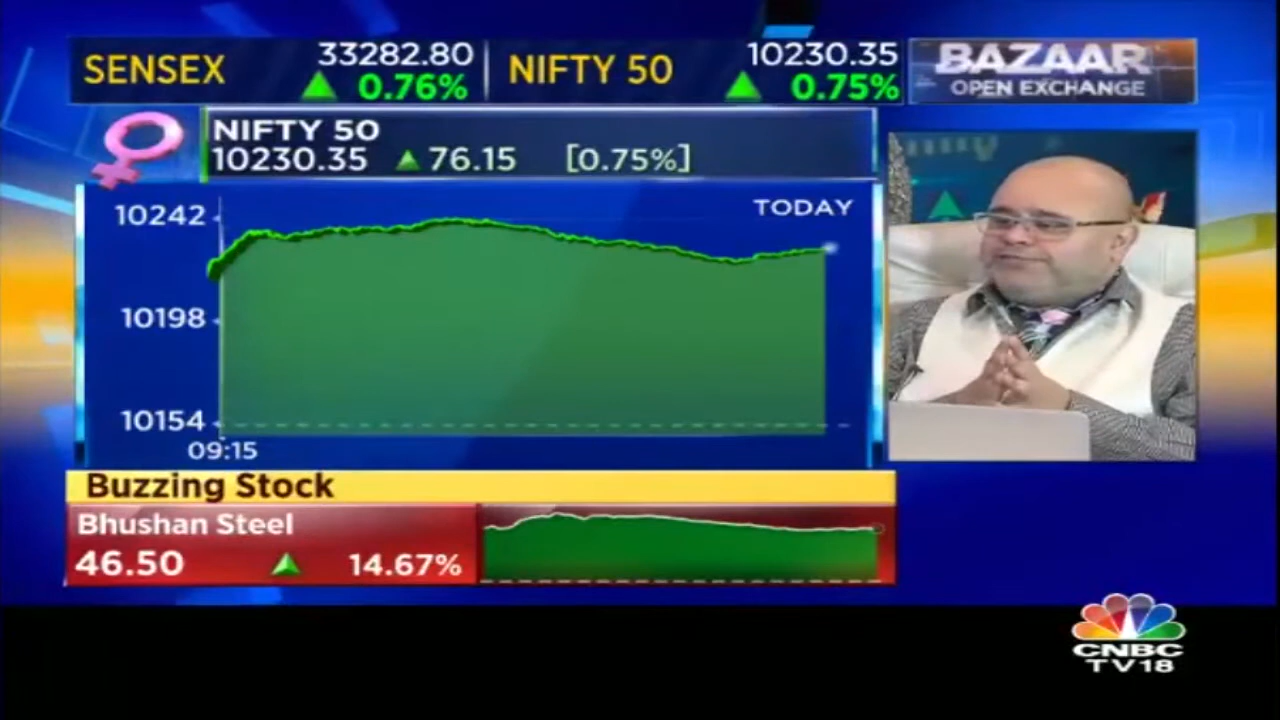 SENSEX 33282.80 0.76% NIFTY 50 10230.35 0.75%
BAZAAR
OPEN EXCHANGE
NIFTY 50
10230.35 76.15 [0.75%]
TODAY
10242
10198
10154
09:15
Buzzing Stock
Bhushan Steel
46.50 14.67%
CNBC
TV18